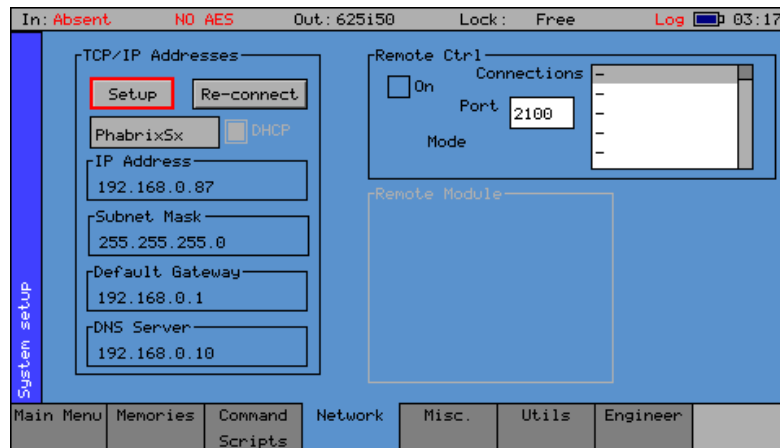 In: Absent NO AES Out: 625i50 Lock: Free Log 03:17
TCP/IP Addresses
Setup Re-connect
PhabrixSx DHCP
IP Address
192.168.0.87
Subnet Mask
255.255.255.0
Default Gateway
192.168.0.1
DNS Server
192.168.0.10
Remote Ctrl
On
Connections
-
-
-
-
-
Port 2100
Mode
Remote Module
System setup
Main Menu Memories Command Scripts Network Misc. Utils Engineer